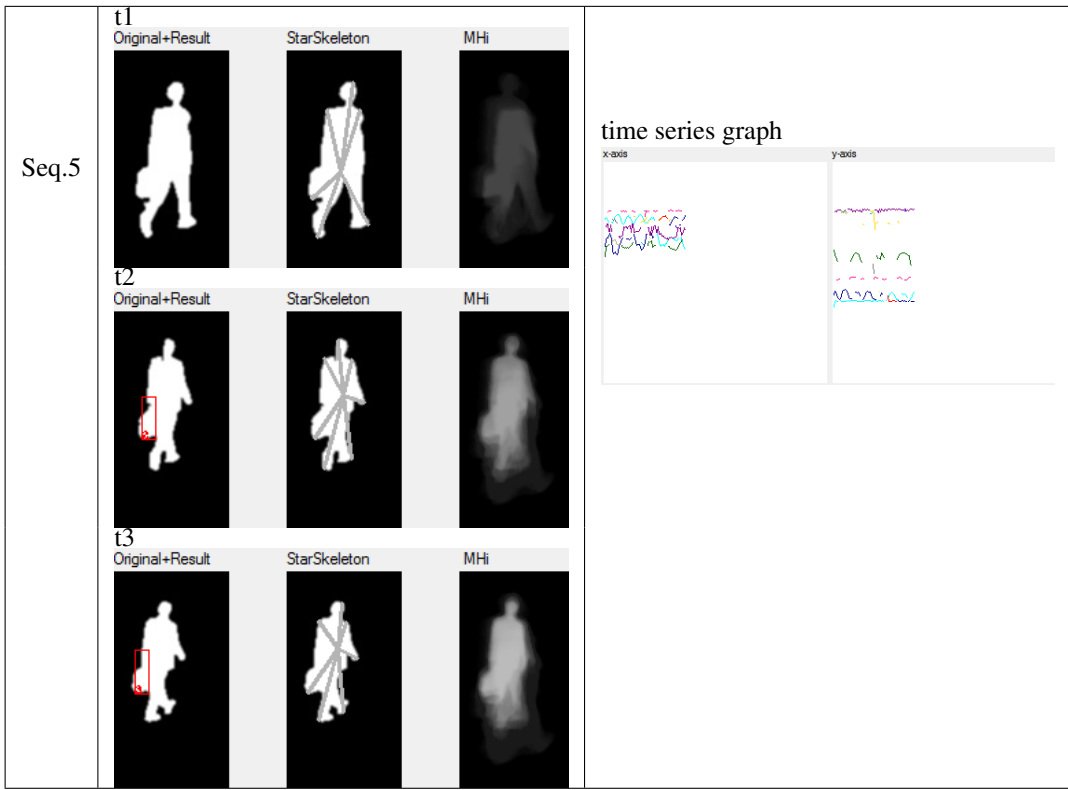 Seq.5
t1
Original+Result StarSkeleton MHi
t2
Original+Result StarSkeleton MHi
t3
Original+Result StarSkeleton MHi
time series graph
x-axis y-axis